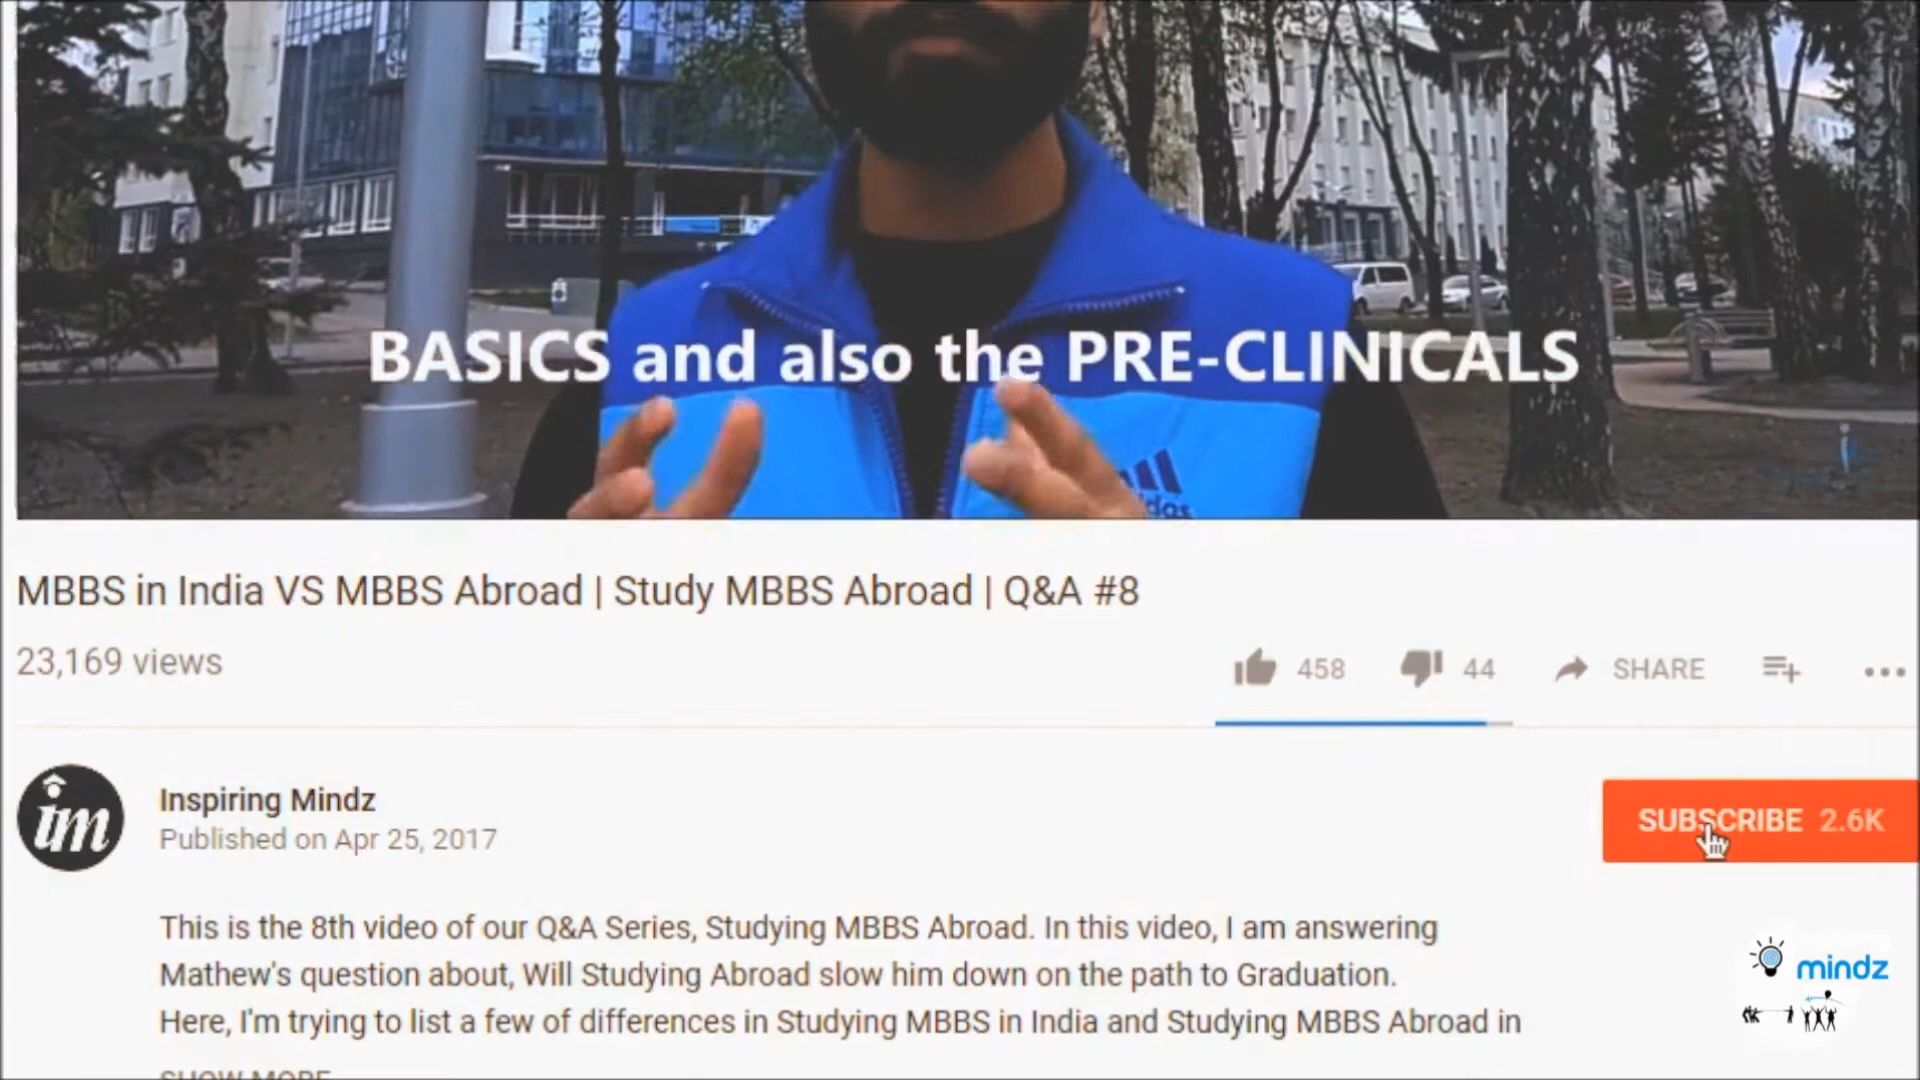 BASICS and also the PRE-CLINICALS
MBBS in India VS MBBS Abroad | Study MBBS Abroad | Q&A #8
23,169 views
458 44 SHARE
im
Inspiring Mindz
Published on Apr 25, 2017
SUBSCRIBE 2.6K
This is the 8th video of our Q&A Series, Studying MBBS Abroad. In this video, I am answering
Mathew's question about, Will Studying Abroad slow him down on the path to Graduation.
Here, I'm trying to list a few of differences in Studying MBBS in India and Studying MBBS Abroad in
mindz
SHOW MORE